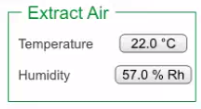 Extract Air
Temperature 22.0 °C
Humidity 57.0 % Rh